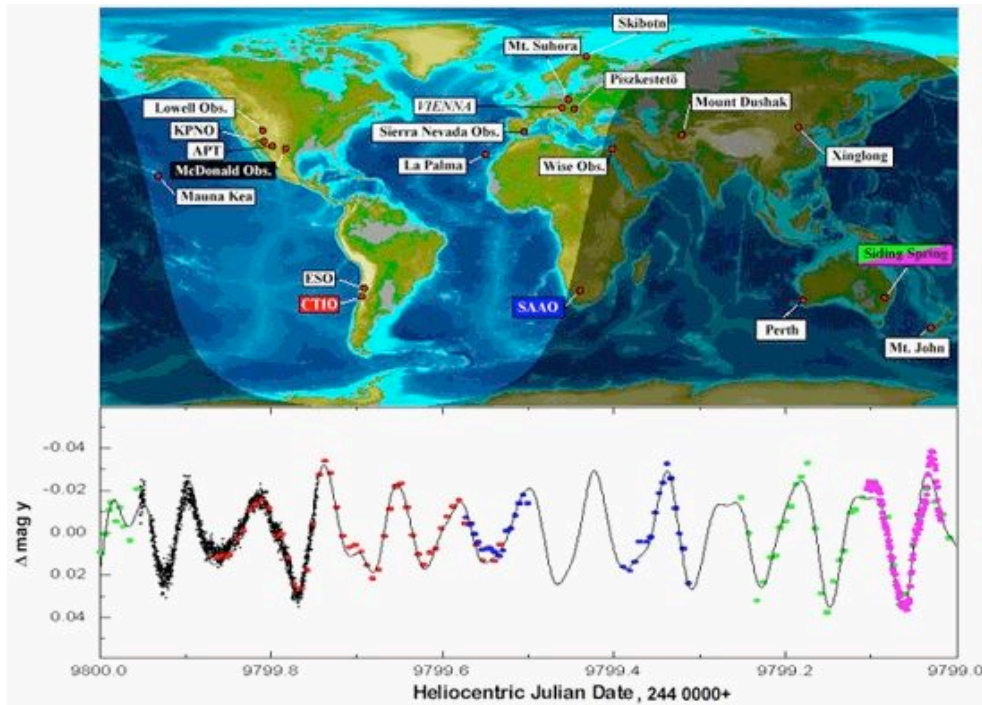 Skibotn
Mt. Suhora
Piszkestetö
Lowell Obs.
VIENNA
Mount Dushak
KPNO
Sierra Nevada Obs.
APT
La Palma
Wise Obs.
Xinglong
McDonald Obs.
Mauna Kea
Siding Spring
ESO
CTIO
SAAO
Perth
Mt. John
-0.04
-0.02
0.00
0.02
0.04
Δ mag y
9800.0 9799.8 9799.6 9799.4 9799.2 9799.0
Heliocentric Julian Date, 244 0000+